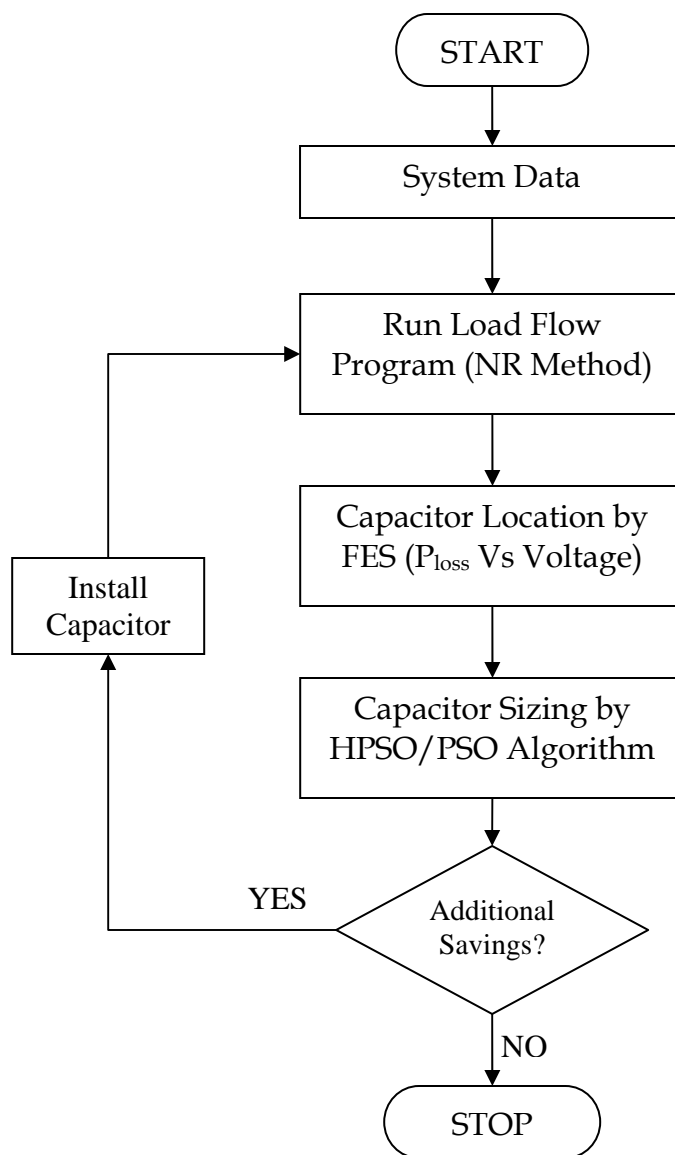 START
System Data
Run Load Flow
Program (NR Method)
Capacitor Location by
FES (Ploss Vs Voltage)
Install
Capacitor
Capacitor Sizing by
HPSO/PSO Algorithm
YES
Additional
Savings?
NO
STOP